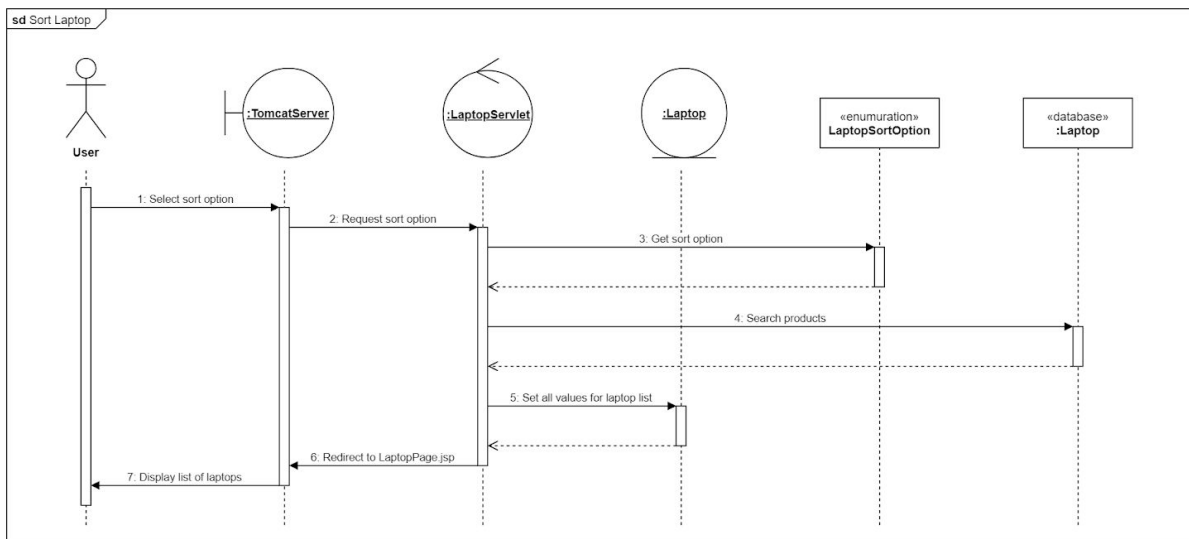 sd Sort Laptop
:TomcatServer
:LaptopServlet
:Laptop
«enumuration»
LaptopSortOption
«database»
:Laptop
User
1: Select sort option
2: Request sort option
3: Get sort option
4: Search products
5: Set all values for laptop list
6: Redirect to LaptopPage.jsp
7: Display list of laptops